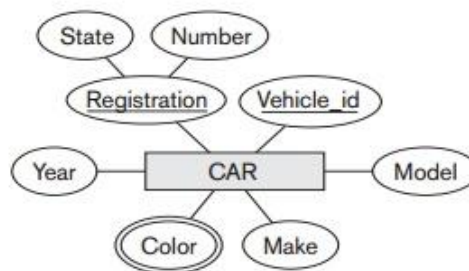 State Number
Registration Vehicle_id
Year CAR Model
Color Make